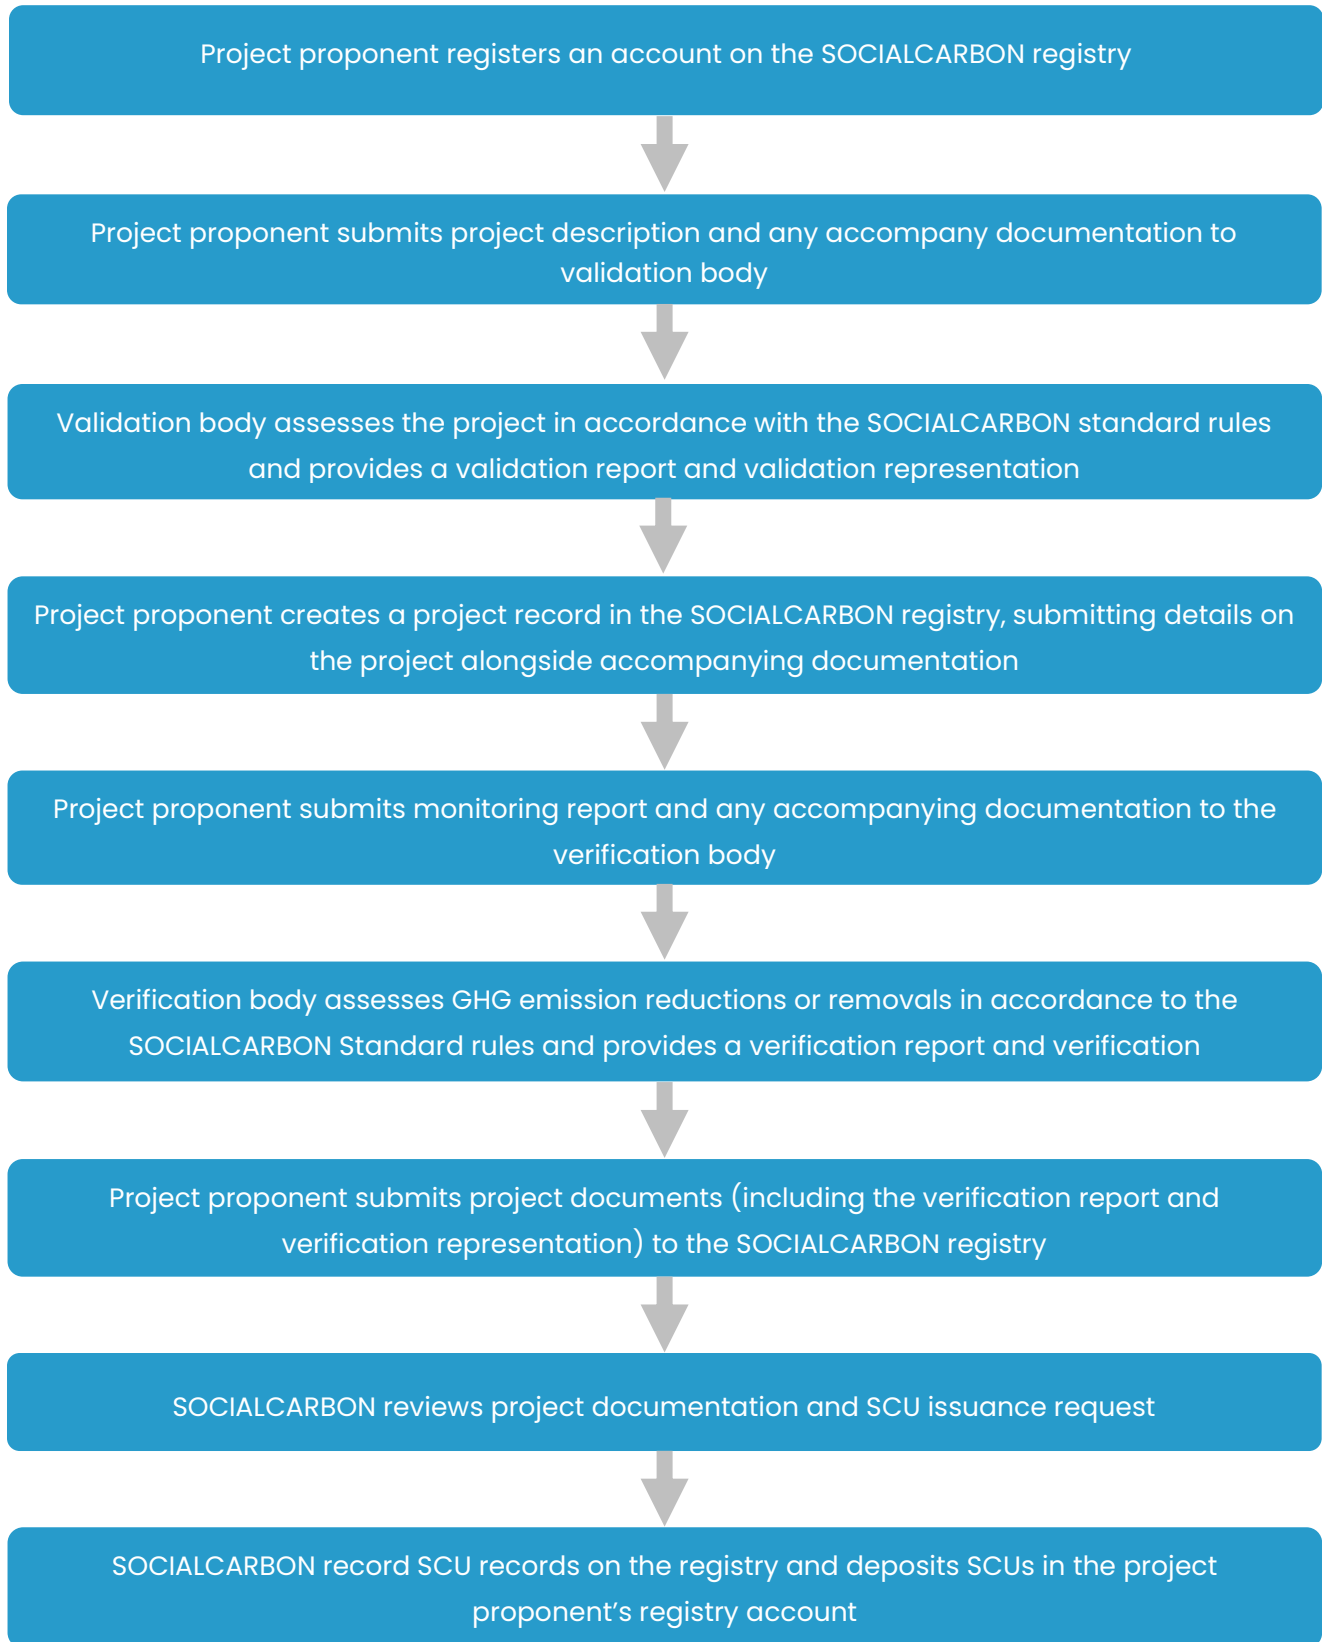 Project proponent registers an account on the SOCIALCARBON registry
Project proponent submits project description and any accompany documentation to
validation body
Validation body assesses the project in accordance with the SOCIALCARBON standard rules
and provides a validation report and validation representation
Project proponent creates a project record in the SOCIALCARBON registry, submitting details on
the project alongside accompanying documentation
Project proponent submits monitoring report and any accompanying documentation to the
verification body
Verification body assesses GHG emission reductions or removals in accordance to the
SOCIALCARBON Standard rules and provides a verification report and verification
Project proponent submits project documents (including the verification report and
verification representation) to the SOCIALCARBON registry
SOCIALCARBON reviews project documentation and SCU issuance request
SOCIALCARBON record SCU records on the registry and deposits SCUs in the project
proponent’s registry account